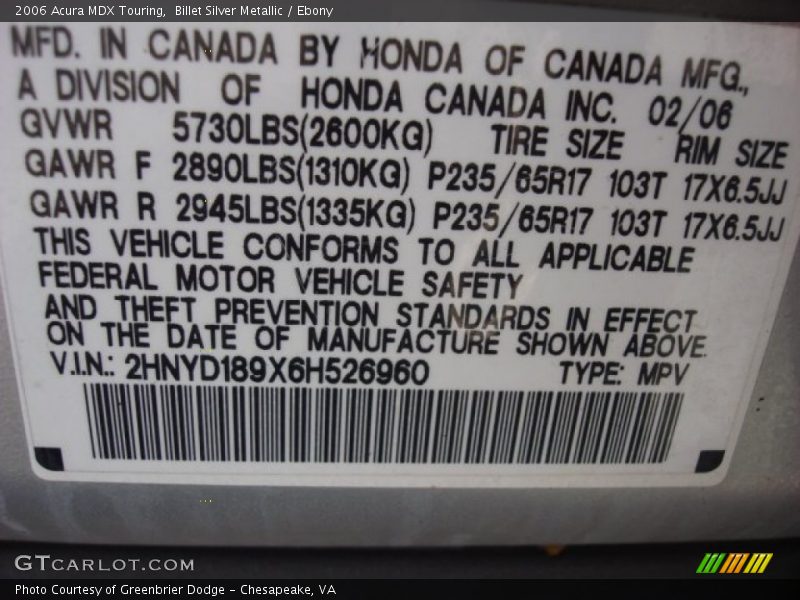 2006 Acura MDX Touring,  Billet Silver Metallic / Ebony
MFD. IN CANADA BY HONDA OF CANADA MFG.,
A DIVISION OF HONDA CANADA INC. 02/06
GVWR 5730LBS(2600KG) TIRE SIZE RIM SIZE
GAWR F 2890LBS(1310KG) P235/65R17 103T 17X6.5JJ
GAWR R 2945LBS(1335KG) P235/65R17 103T 17X6.5JJ
THIS VEHICLE CONFORMS TO ALL APPLICABLE
FEDERAL MOTOR VEHICLE SAFETY
AND THEFT PREVENTION STANDARDS IN EFFECT
ON THE DATE OF MANUFACTURE SHOWN ABOVE.
V.I.N.: 2HNYD189X6H526960 TYPE: MPV
GTCARLOT.COM
Photo Courtesy of Greenbrier Dodge - Chesapeake, VA